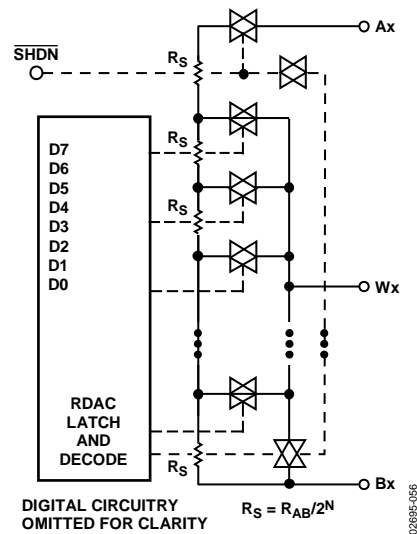 Ax
SHDN
RS
RS
D7
D6
D5
D4
D3
D2
D1
D0
RS
Wx
RDAC
LATCH
AND
DECODE
RS
Bx
DIGITAL CIRCUITRY
OMITTED FOR CLARITY
RS = RAB/2N
02695-056